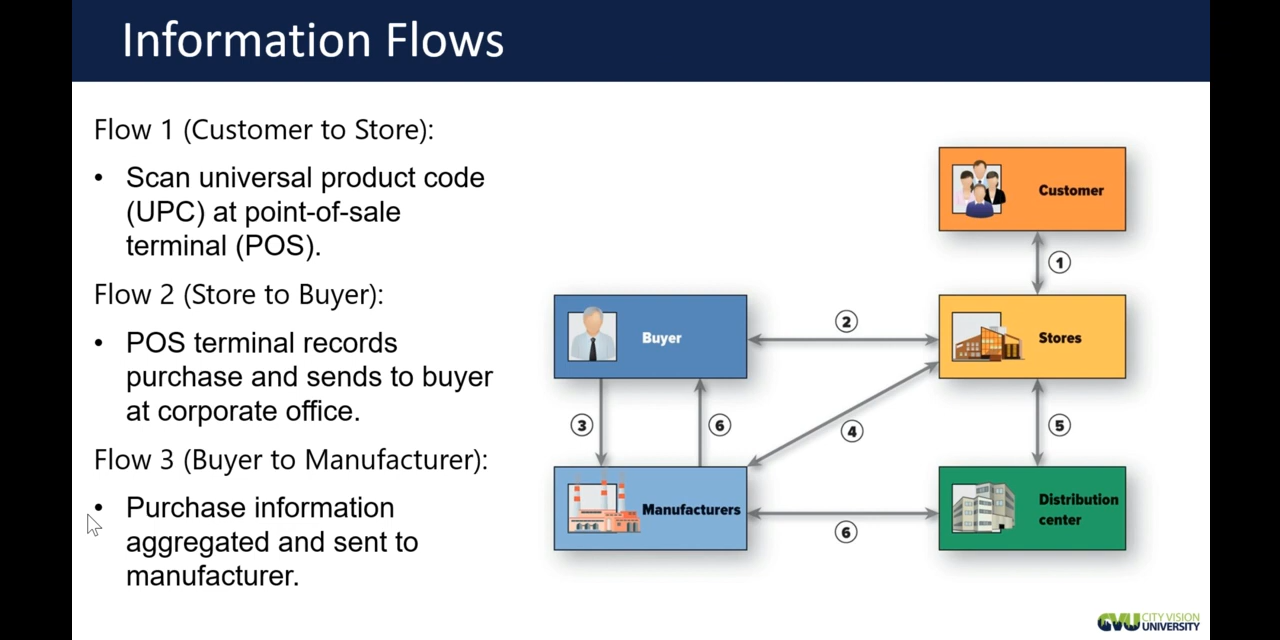 Information Flows
Flow 1 (Customer to Store):
• Scan universal product code
(UPC) at point-of-sale
terminal (POS).
Flow 2 (Store to Buyer):
• POS terminal records
purchase and sends to buyer
at corporate office.
Flow 3 (Buyer to Manufacturer):
• Purchase information
aggregated and sent to
manufacturer.
Customer
1
Buyer
2
Stores
3
6
4
5
Manufacturers
6
Distribution
center
CVU CITY VISION
UNIVERSITY